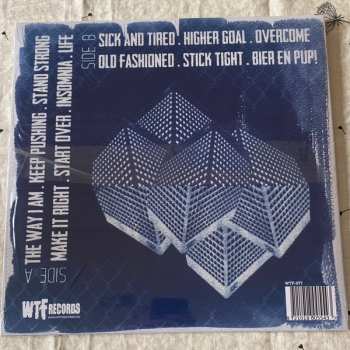 SIDE A
THE WAY I AM . KEEP PUSHING . STAND STRONG
MAKE IT RIGHT . START OVER . INSOMNIA . LIFE
SIDE B
SICK AND TIRED . HIGHER GOAL . OVERCOME
OLD FASHIONED . STICK TIGHT . BIER EN PUP!
WTF RECORDS